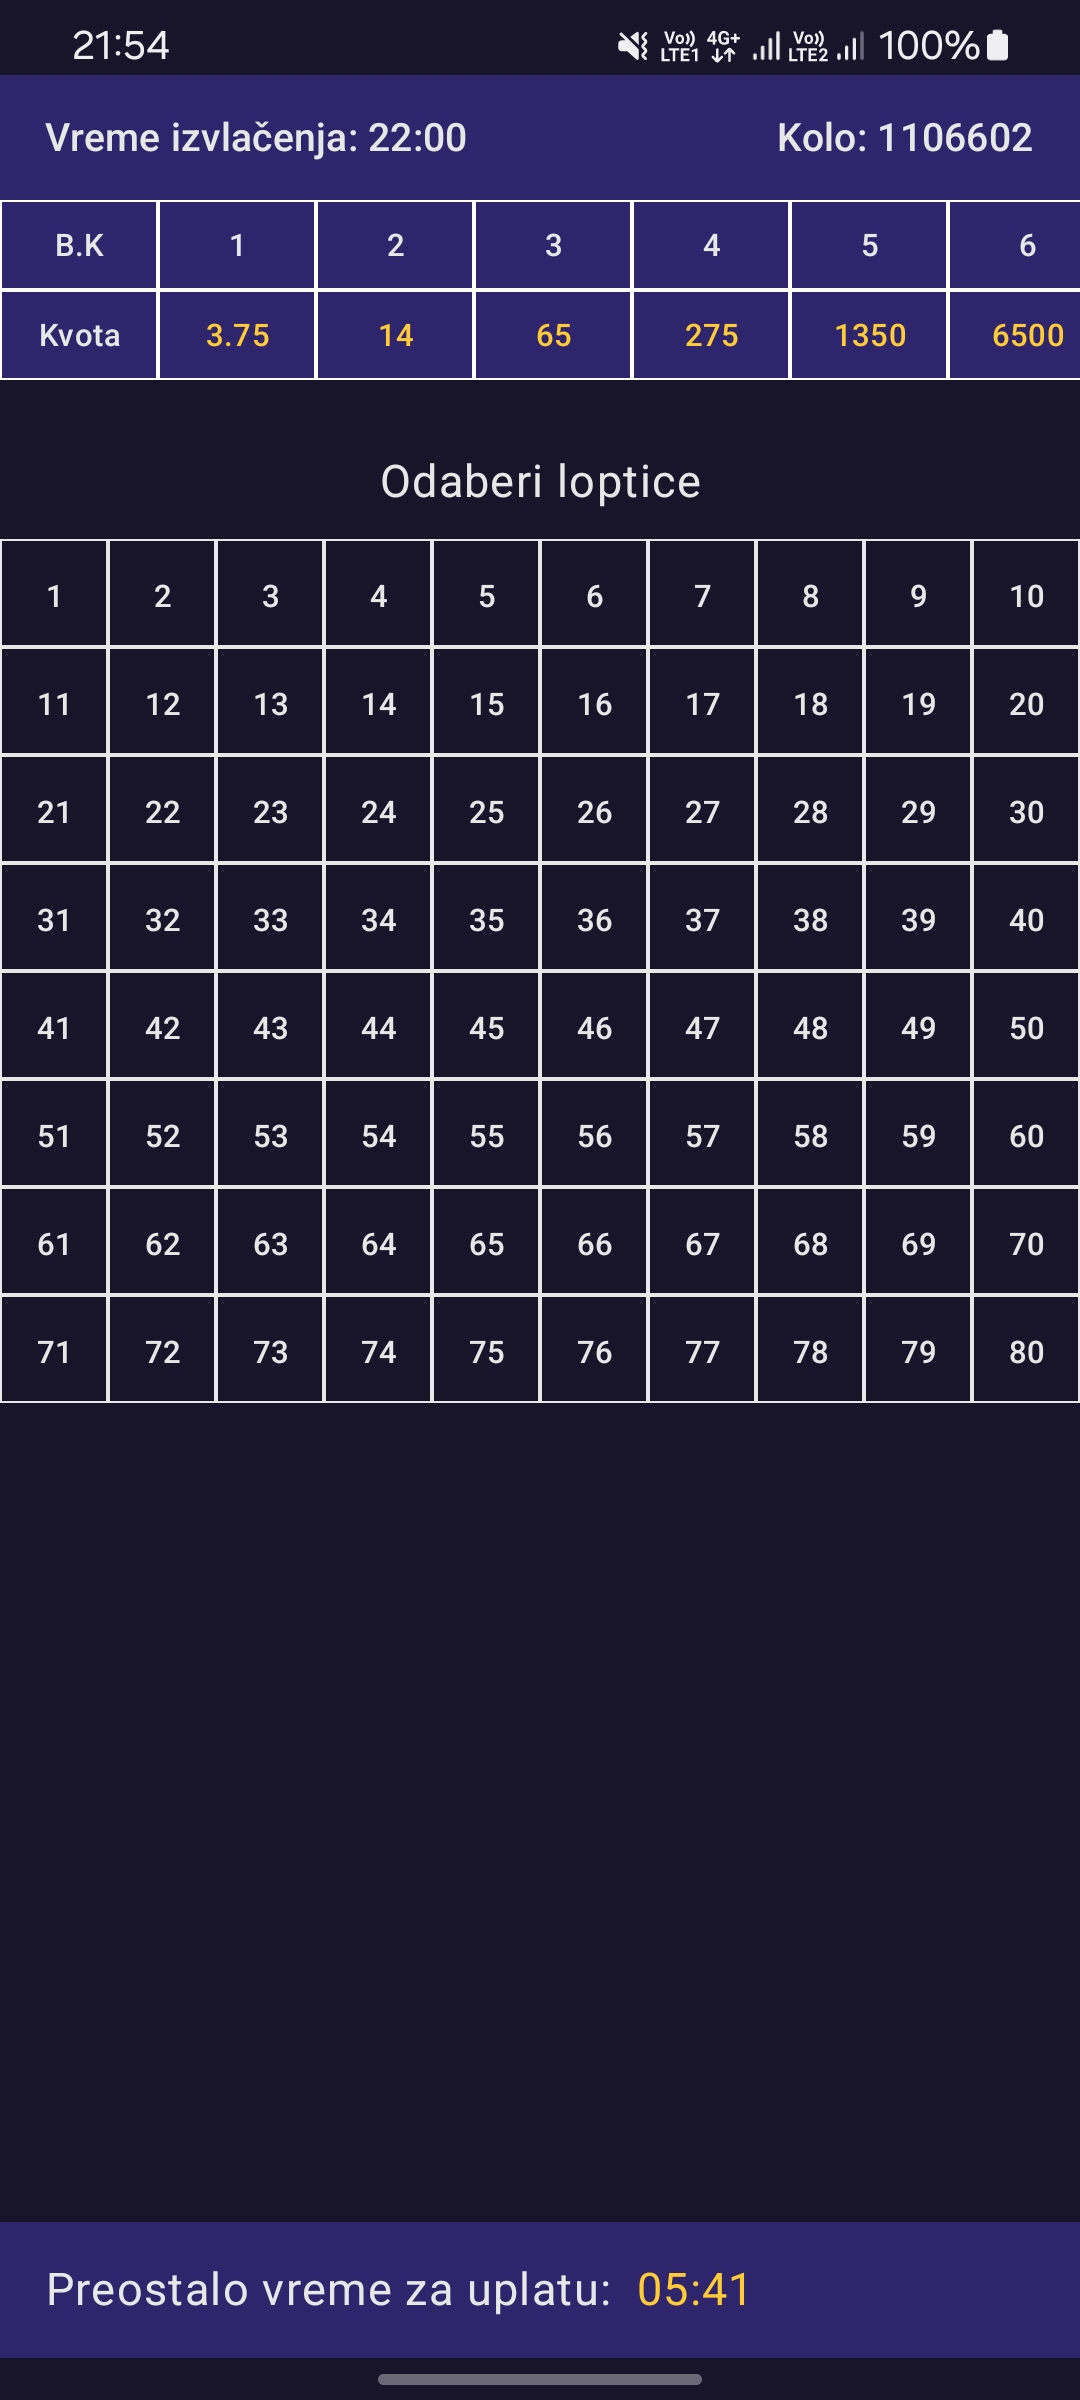 21:54 Vo)) LTE1 4G+ Vo)) LTE2 100%
Vreme izvlačenja: 22:00 Kolo: 1106602
B.K 1 2 3 4 5 6
Kvota 3.75 14 65 275 1350 6500
Odaberi loptice
1 2 3 4 5 6 7 8 9 10
11 12 13 14 15 16 17 18 19 20
21 22 23 24 25 26 27 28 29 30
31 32 33 34 35 36 37 38 39 40
41 42 43 44 45 46 47 48 49 50
51 52 53 54 55 56 57 58 59 60
61 62 63 64 65 66 67 68 69 70
71 72 73 74 75 76 77 78 79 80
Preostalo vreme za uplatu: 05:41